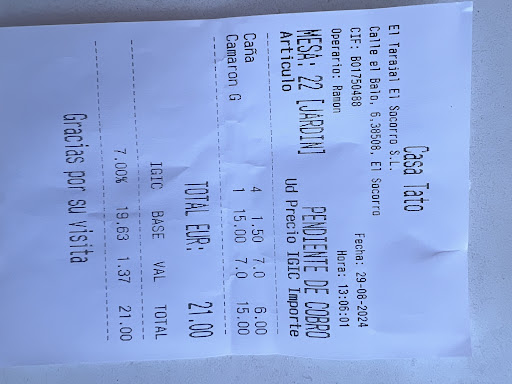 Casa Tato
El Tarajal El Socorro S.L.
Calle el Bajo, 6,38508, El Socorro
CIF: B01750488 Fecha: 29-08-2024
Operario: Ramon Hora: 13:06:01
MESA: 22 [JARDIN] PENDIENTE DE COBRO
Articulo ud Precio IGIC Importe
Caña 4 1.50 7.0 6.00
Camaron G 1 15.00 7.0 15.00
TOTAL EUR: 21.00
IGIC BASE VAL TOTAL
7.00% 19.63 1.37 21.00
Gracias por su visita